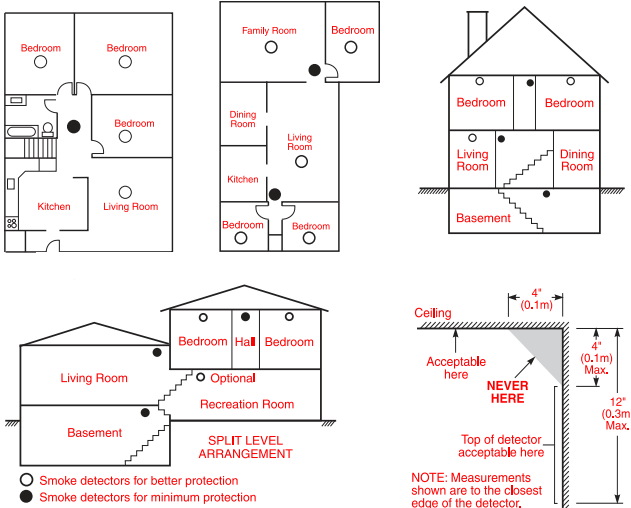 Bedroom
Bedroom
Bedroom
Kitchen
Living Room
Family Room
Bedroom
Dining
Room
Living
Room
Kitchen
Bedroom
Bedroom
Bedroom
Bedroom
Living
Room
Dining
Room
Basement
Bedroom
Hall
Bedroom
Living Room
Optional
Recreation Room
Basement
SPLIT LEVEL
ARRANGEMENT
Smoke detectors for better protection
Smoke detectors for minimum protection
4"
(0.1m)
Ceiling
Acceptable
here
NEVER
HERE
4"
(0.1m)
Max.
12"
(0.3m)
Max.
Top of detector
acceptable here
NOTE: Measurements
shown are to the closest
edge of the detector.